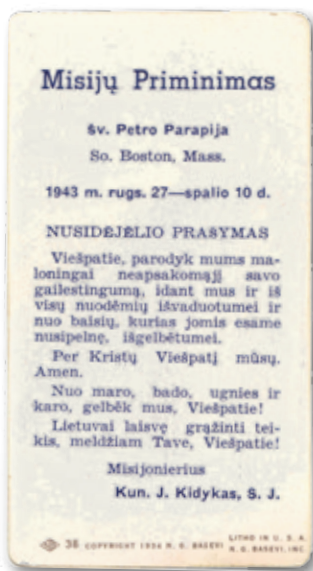 Misijų Priminimas
šv. Petro Parapija
So. Boston, Mass.
1943 m. rugs. 27—spalio 10 d.
NUSIDĖJĖLIO PRAŠYMAS
Viešpatie, parodyk mums ma-
loningai neapsakomąjį savo
gailestingumą, idant mus ir iš
visų nuodėmių išvaduotumei ir
nuo baisių, kurias jomis esame
nusipelnę, išgelbėtumei.
Per Kristų Viešpatį mūsų.
Amen.
Nuo maro, bado, ugnies ir
karo, gelbėk mus, Viešpatie!
Lietuvai laisvę grąžinti tei-
kis, meldžiam Tave, Viešpatie!
Misijonierius
Kun. J. Kidykas, S. J.
36 COPYRIGHT 1934 N. G. BASEVI
LITHO IN U. S. A.
N. G. BASEVI, INC.